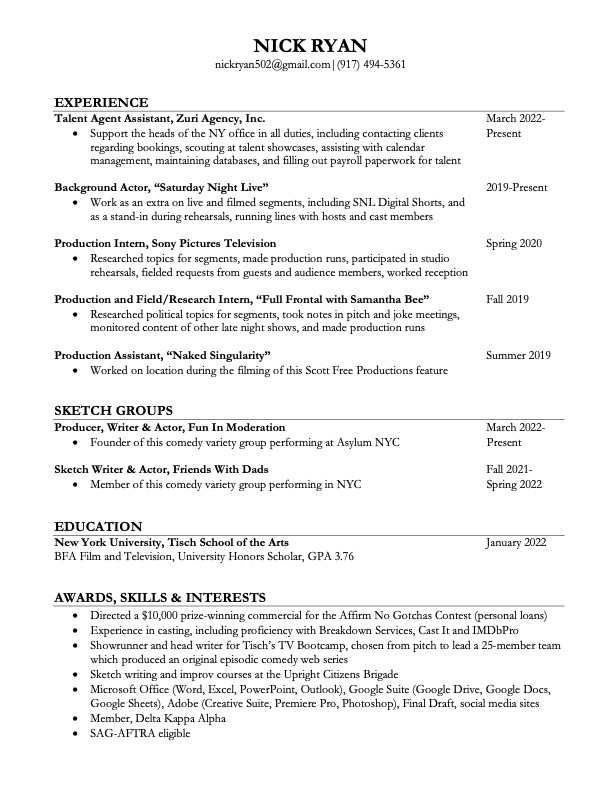 NICK RYAN
nickryan502@gmail.com | (917) 494-5361
EXPERIENCE
Talent Agent Assistant, Zuri Agency, Inc. March 2022-
• Support the heads of the NY office in all duties, including contacting clients Present
regarding bookings, scouting at talent showcases, assisting with calendar
management, maintaining databases, and filling out payroll paperwork for talent
Background Actor, “Saturday Night Live” 2019-Present
• Work as an extra on live and filmed segments, including SNL Digital Shorts, and
as a stand-in during rehearsals, running lines with hosts and cast members
Production Intern, Sony Pictures Television Spring 2020
• Researched topics for segments, made production runs, participated in studio
rehearsals, fielded requests from guests and audience members, worked reception
Production and Field/Research Intern, “Full Frontal with Samantha Bee” Fall 2019
• Researched political topics for segments, took notes in pitch and joke meetings,
monitored content of other late night shows, and made production runs
Production Assistant, “Naked Singularity” Summer 2019
• Worked on location during the filming of this Scott Free Productions feature
SKETCH GROUPS
Producer, Writer & Actor, Fun In Moderation March 2022-
• Founder of this comedy variety group performing at Asylum NYC Present
Sketch Writer & Actor, Friends With Dads Fall 2021-
• Member of this comedy variety group performing in NYC Spring 2022
EDUCATION
New York University, Tisch School of the Arts January 2022
BFA Film and Television, University Honors Scholar, GPA 3.76
AWARDS, SKILLS & INTERESTS
• Directed a $10,000 prize-winning commercial for the Affirm No Gotchas Contest (personal loans)
• Experience in casting, including proficiency with Breakdown Services, Cast It and IMDbPro
• Showrunner and head writer for Tisch’s TV Bootcamp, chosen from pitch to lead a 25-member team
which produced an original episodic comedy web series
• Sketch writing and improv courses at the Upright Citizens Brigade
• Microsoft Office (Word, Excel, PowerPoint, Outlook), Google Suite (Google Drive, Google Docs,
Google Sheets), Adobe (Creative Suite, Premiere Pro, Photoshop), Final Draft, social media sites
• Member, Delta Kappa Alpha
• SAG-AFTRA eligible